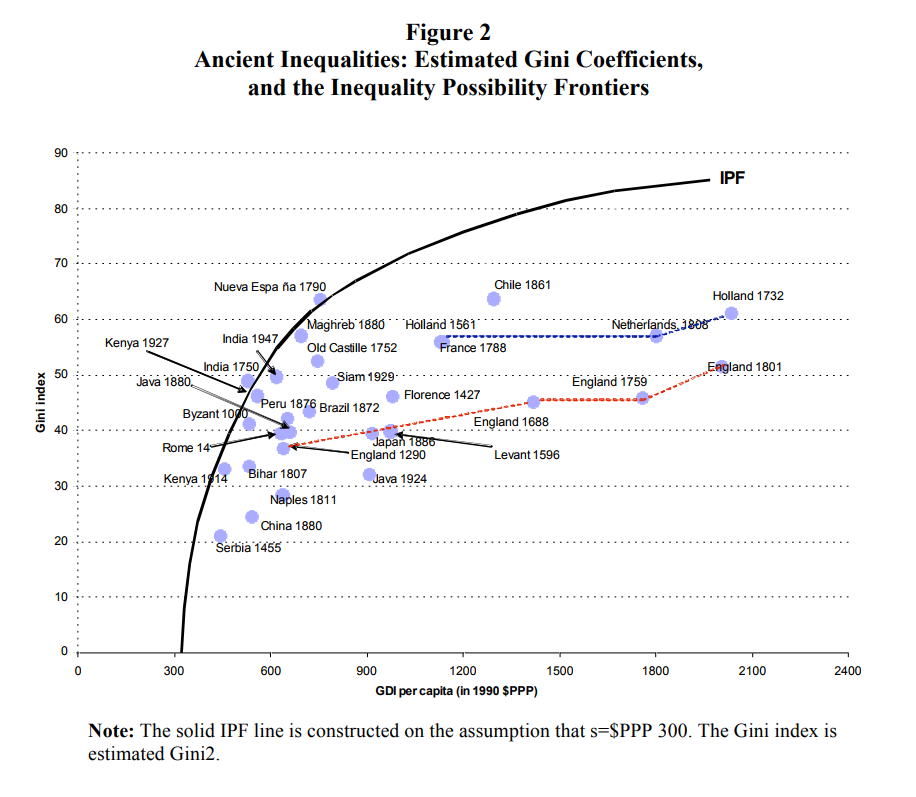 Figure 2
Ancient Inequalities: Estimated Gini Coefficients,
and the Inequality Possibility Frontiers
90
80
70
60
50
40
30
20
10
0
Gini index
IPF
Nueva Espa ña 1790
Chile 1861
Holland 1732
Maghreb 1880
Holland 1561
Netherlands, 1808
India 1947
Kenya 1927
Old Castille 1752
France 1788
India 1750
England 1801
Java 1880
Siam 1929
England 1759
Peru 1876
Brazil 1872
Florence 1427
Byzant 1000
England 1688
Rome 14
Japan 1886
England 1290
Levant 1596
Kenya 1914
Bihar 1807
Java 1924
Naples 1811
China 1880
Serbia 1455
0 300 600 900 1200 1500 1800 2100 2400
GDI per capita (in 1990 $PPP)
Note: The solid IPF line is constructed on the assumption that s=$PPP 300. The Gini index is
estimated Gini2.